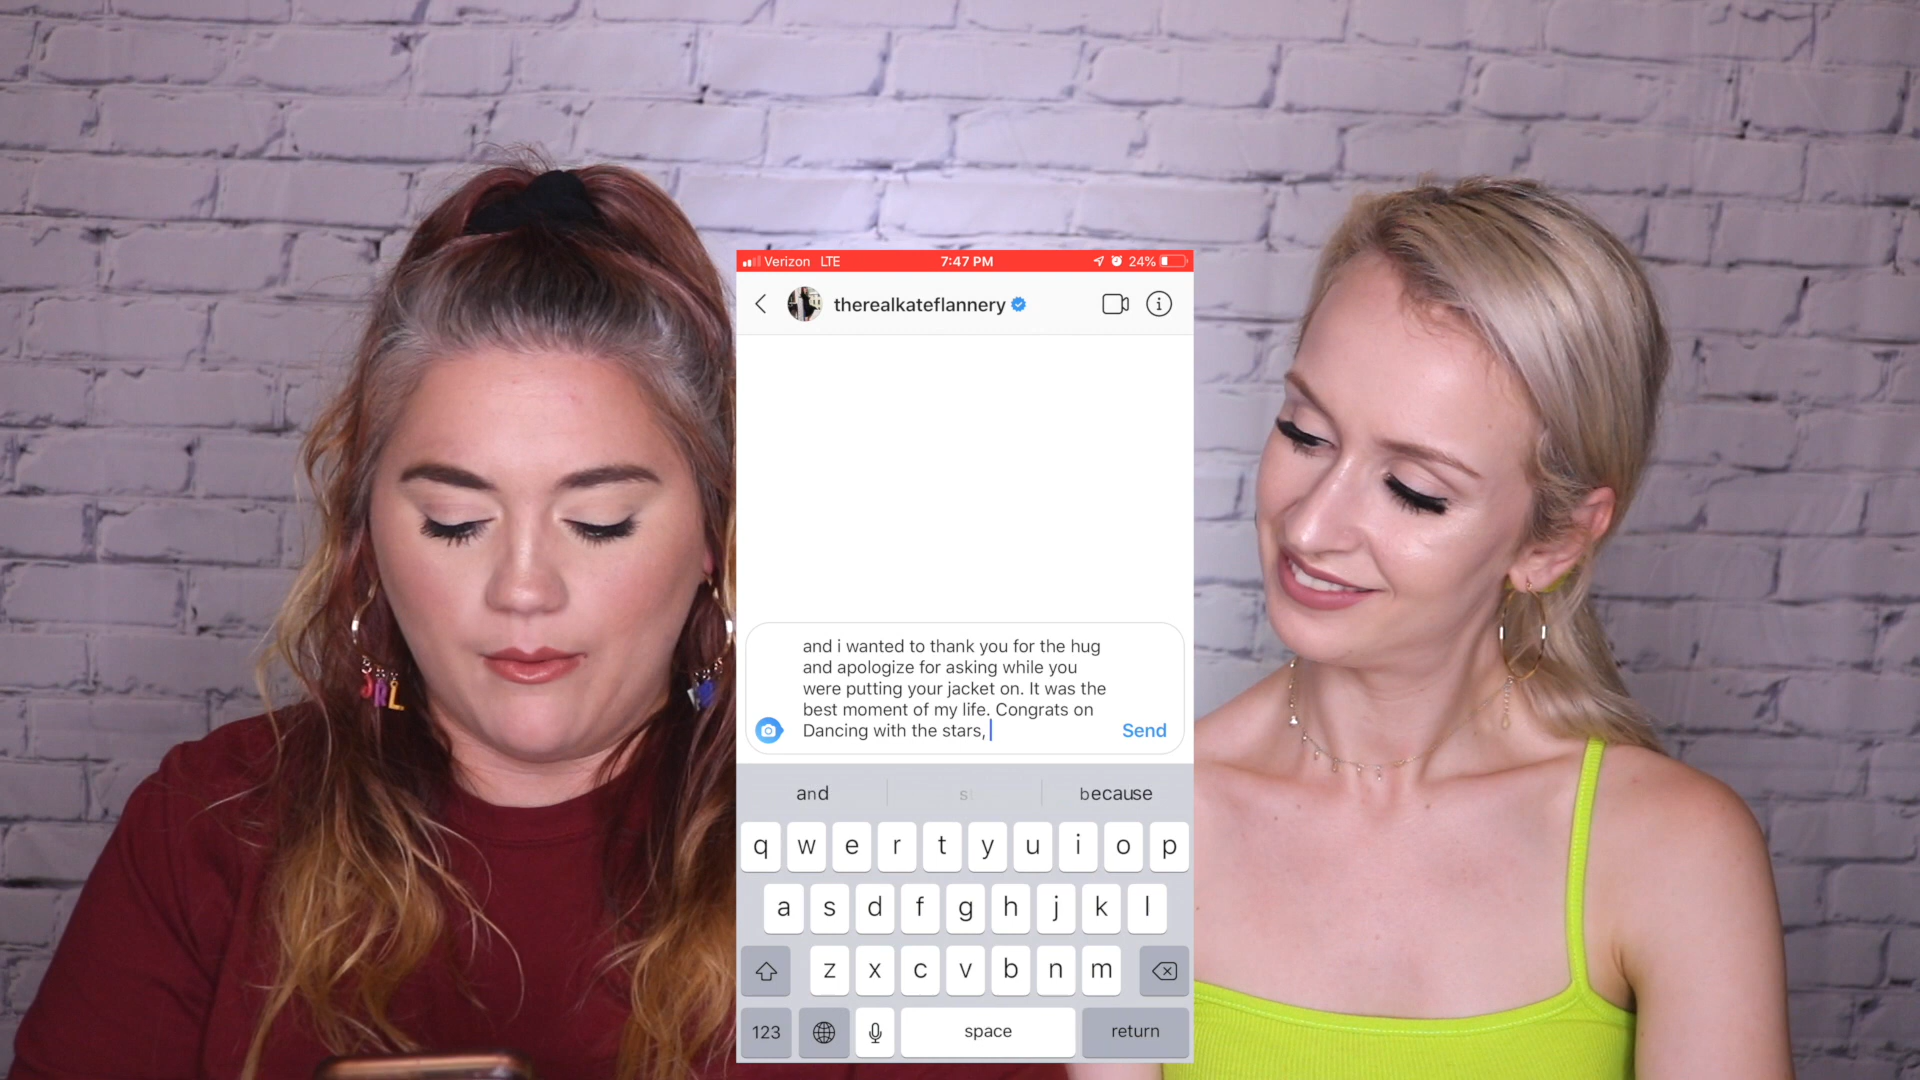 Verizon LTE 7:47 PM 24%
therealkateflannery
and i wanted to thank you for the hug
and apologize for asking while you
were putting your jacket on. It was the
best moment of my life. Congrats on
Dancing with the stars,
Send
and because
q w e r t y u i o p
a s d f g h j k l
z x c v b n m
123 space return